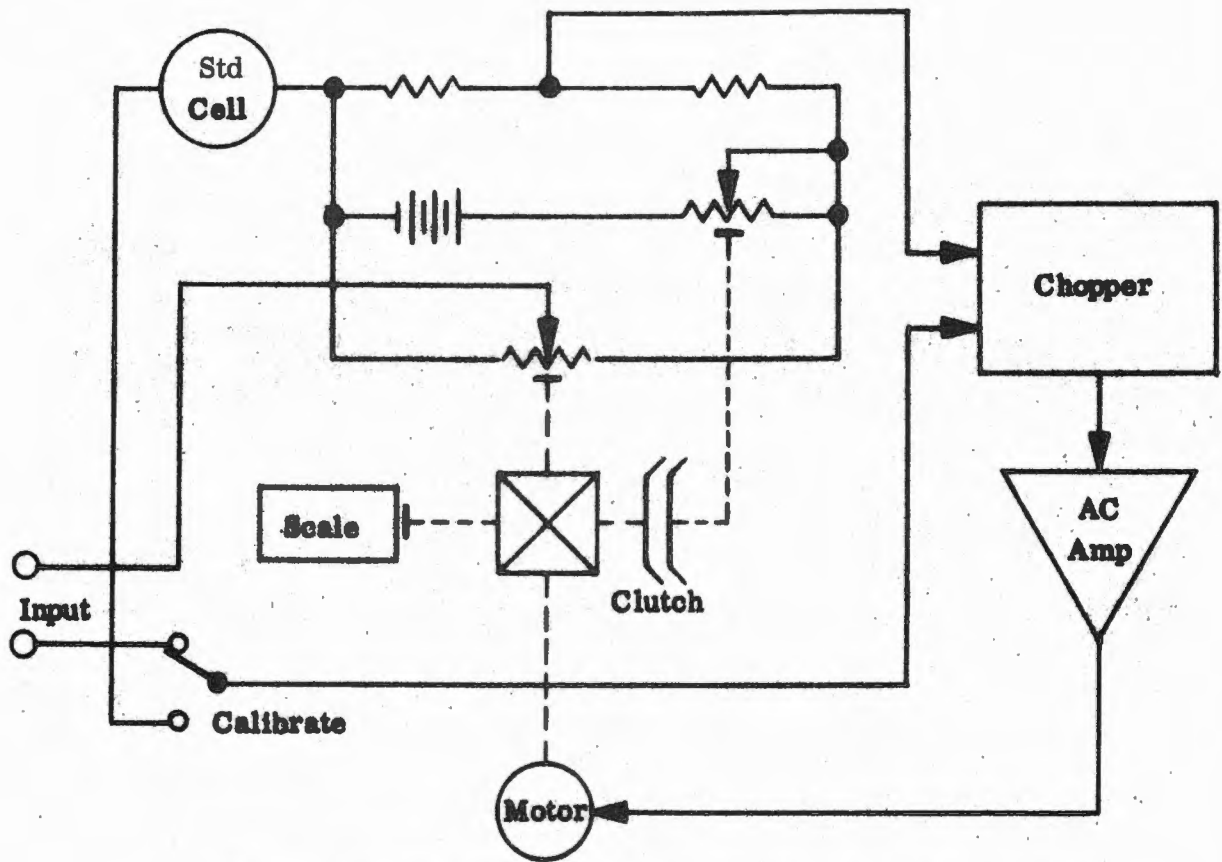 Std
Cell
Chopper
Scale
AC
Amp
Clutch
Input
Calibrate
Motor